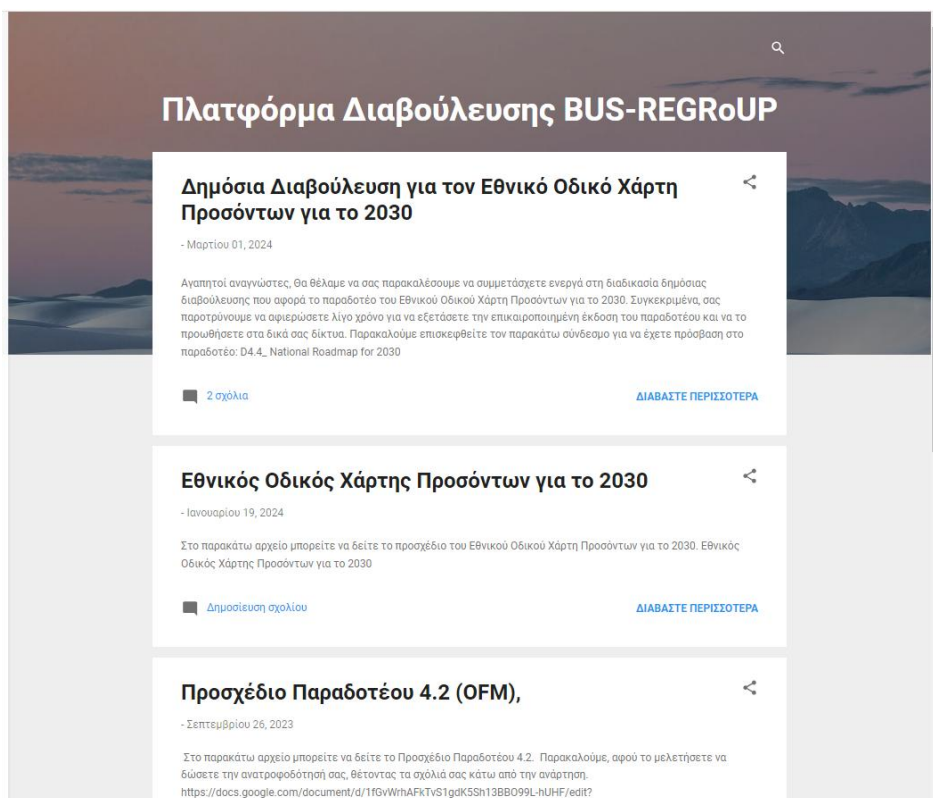 Πλατφόρμα Διαβούλευσης BUS-REGRoUP
Δημόσια Διαβούλευση για τον Εθνικό Οδικό Χάρτη
Προσόντων για το 2030
- Μαρτίου 01, 2024
Αγαπητοί αναγνώστες, Θα θέλαμε να σας παρακαλέσουμε να συμμετάσχετε ενεργά στη διαδικασία δημόσιας
διαβούλευσης που αφορά το παραδοτέο του Εθνικού Οδικού Χάρτη Προσόντων για το 2030. Συγκεκριμένα, σας
παροτρύνουμε να αφιερώσετε λίγο χρόνο για να εξετάσετε την επικαιροποιημένη έκδοση του παραδοτέου και να το
προωθήσετε στα δικά σας δίκτυα. Παρακαλούμε επισκεφθείτε τον παρακάτω σύνδεσμο για να έχετε πρόσβαση στο
παραδοτέο: D4.4_ National Roadmap for 2030
2 σχόλια
ΔΙΑΒΑΣΤΕ ΠΕΡΙΣΣΟΤΕΡΑ
Εθνικός Οδικός Χάρτης Προσόντων για το 2030
- Ιανουαρίου 19, 2024
Στο παρακάτω αρχείο μπορείτε να δείτε το προσχέδιο του Εθνικού Οδικού Χάρτη Προσόντων για το 2030. Εθνικός
Οδικός Χάρτης Προσόντων για το 2030
Δημοσίευση σχολίου
ΔΙΑΒΑΣΤΕ ΠΕΡΙΣΣΟΤΕΡΑ
Προσχέδιο Παραδοτέου 4.2 (OFM),
- Σεπτεμβρίου 26, 2023
Στο παρακάτω αρχείο μπορείτε να δείτε το Προσχέδιο Παραδοτέου 4.2. Παρακαλούμε, αφού το μελετήσετε να
δώσετε την ανατροφοδότησή σας, θέτοντας τα σχόλιά σας κάτω από την ανάρτηση.
https://docs.google.com/document/d/1fGvWrhAFkTvS1gdK5Sh13BBO99L-hUHF/edit?